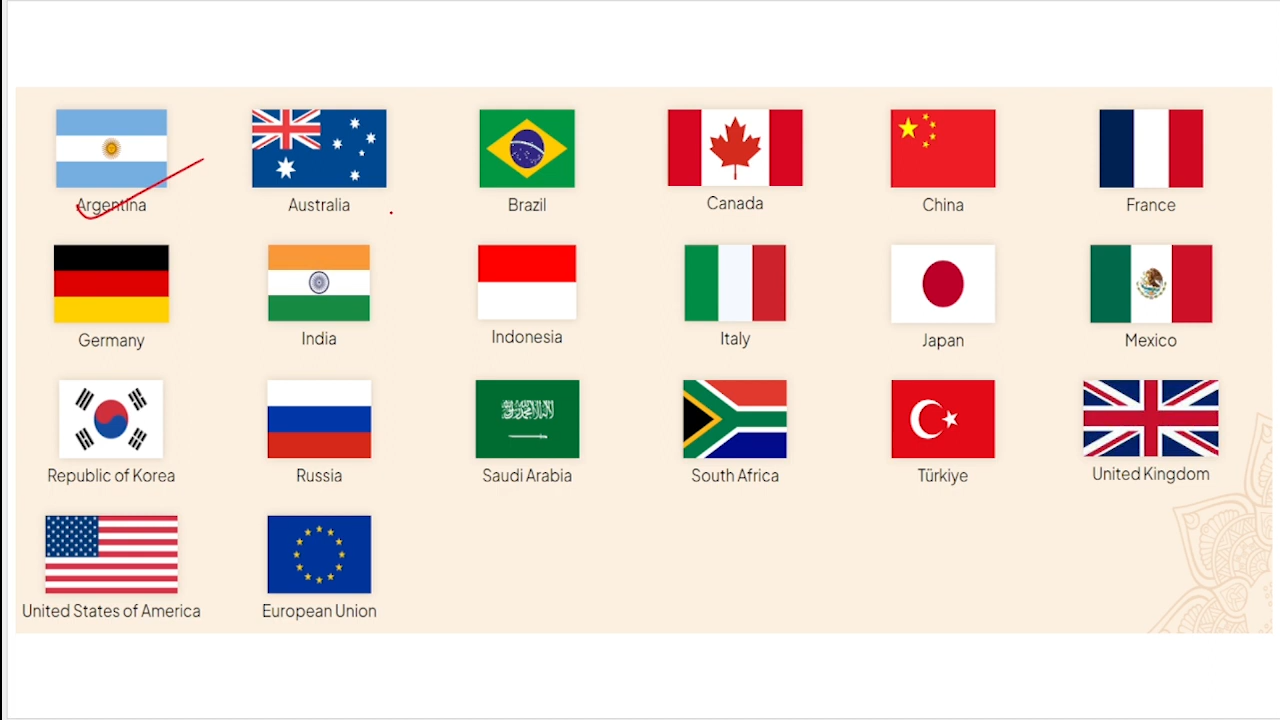 Argentina
Australia
Brazil
Canada
China
France
Germany
India
Indonesia
Italy
Japan
Mexico
Republic of Korea
Russia
Saudi Arabia
South Africa
Türkiye
United Kingdom
United States of America
European Union